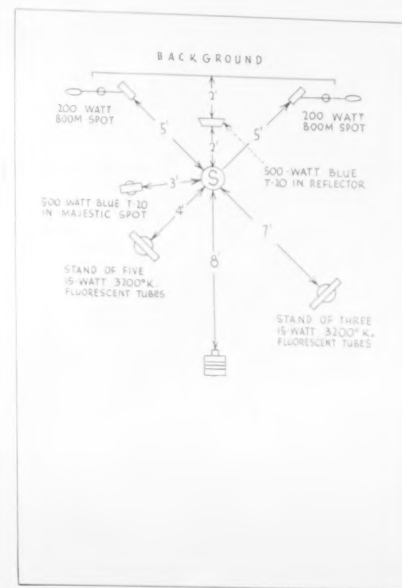 BACKGROUND
200 WATT
BOOM SPOT
2'
200 WATT
BOOM SPOT
5'
5'
2'
500-WATT BLUE
T-20 IN REFLECTOR
S
500-WATT BLUE T-20
IN MAJESTIC SPOT
3'
4'
7'
STAND OF FIVE
15-WATT 3200°K.
FLUORESCENT TUBES
8'
STAND OF THREE
15-WATT 3200°K.
FLUORESCENT TUBES